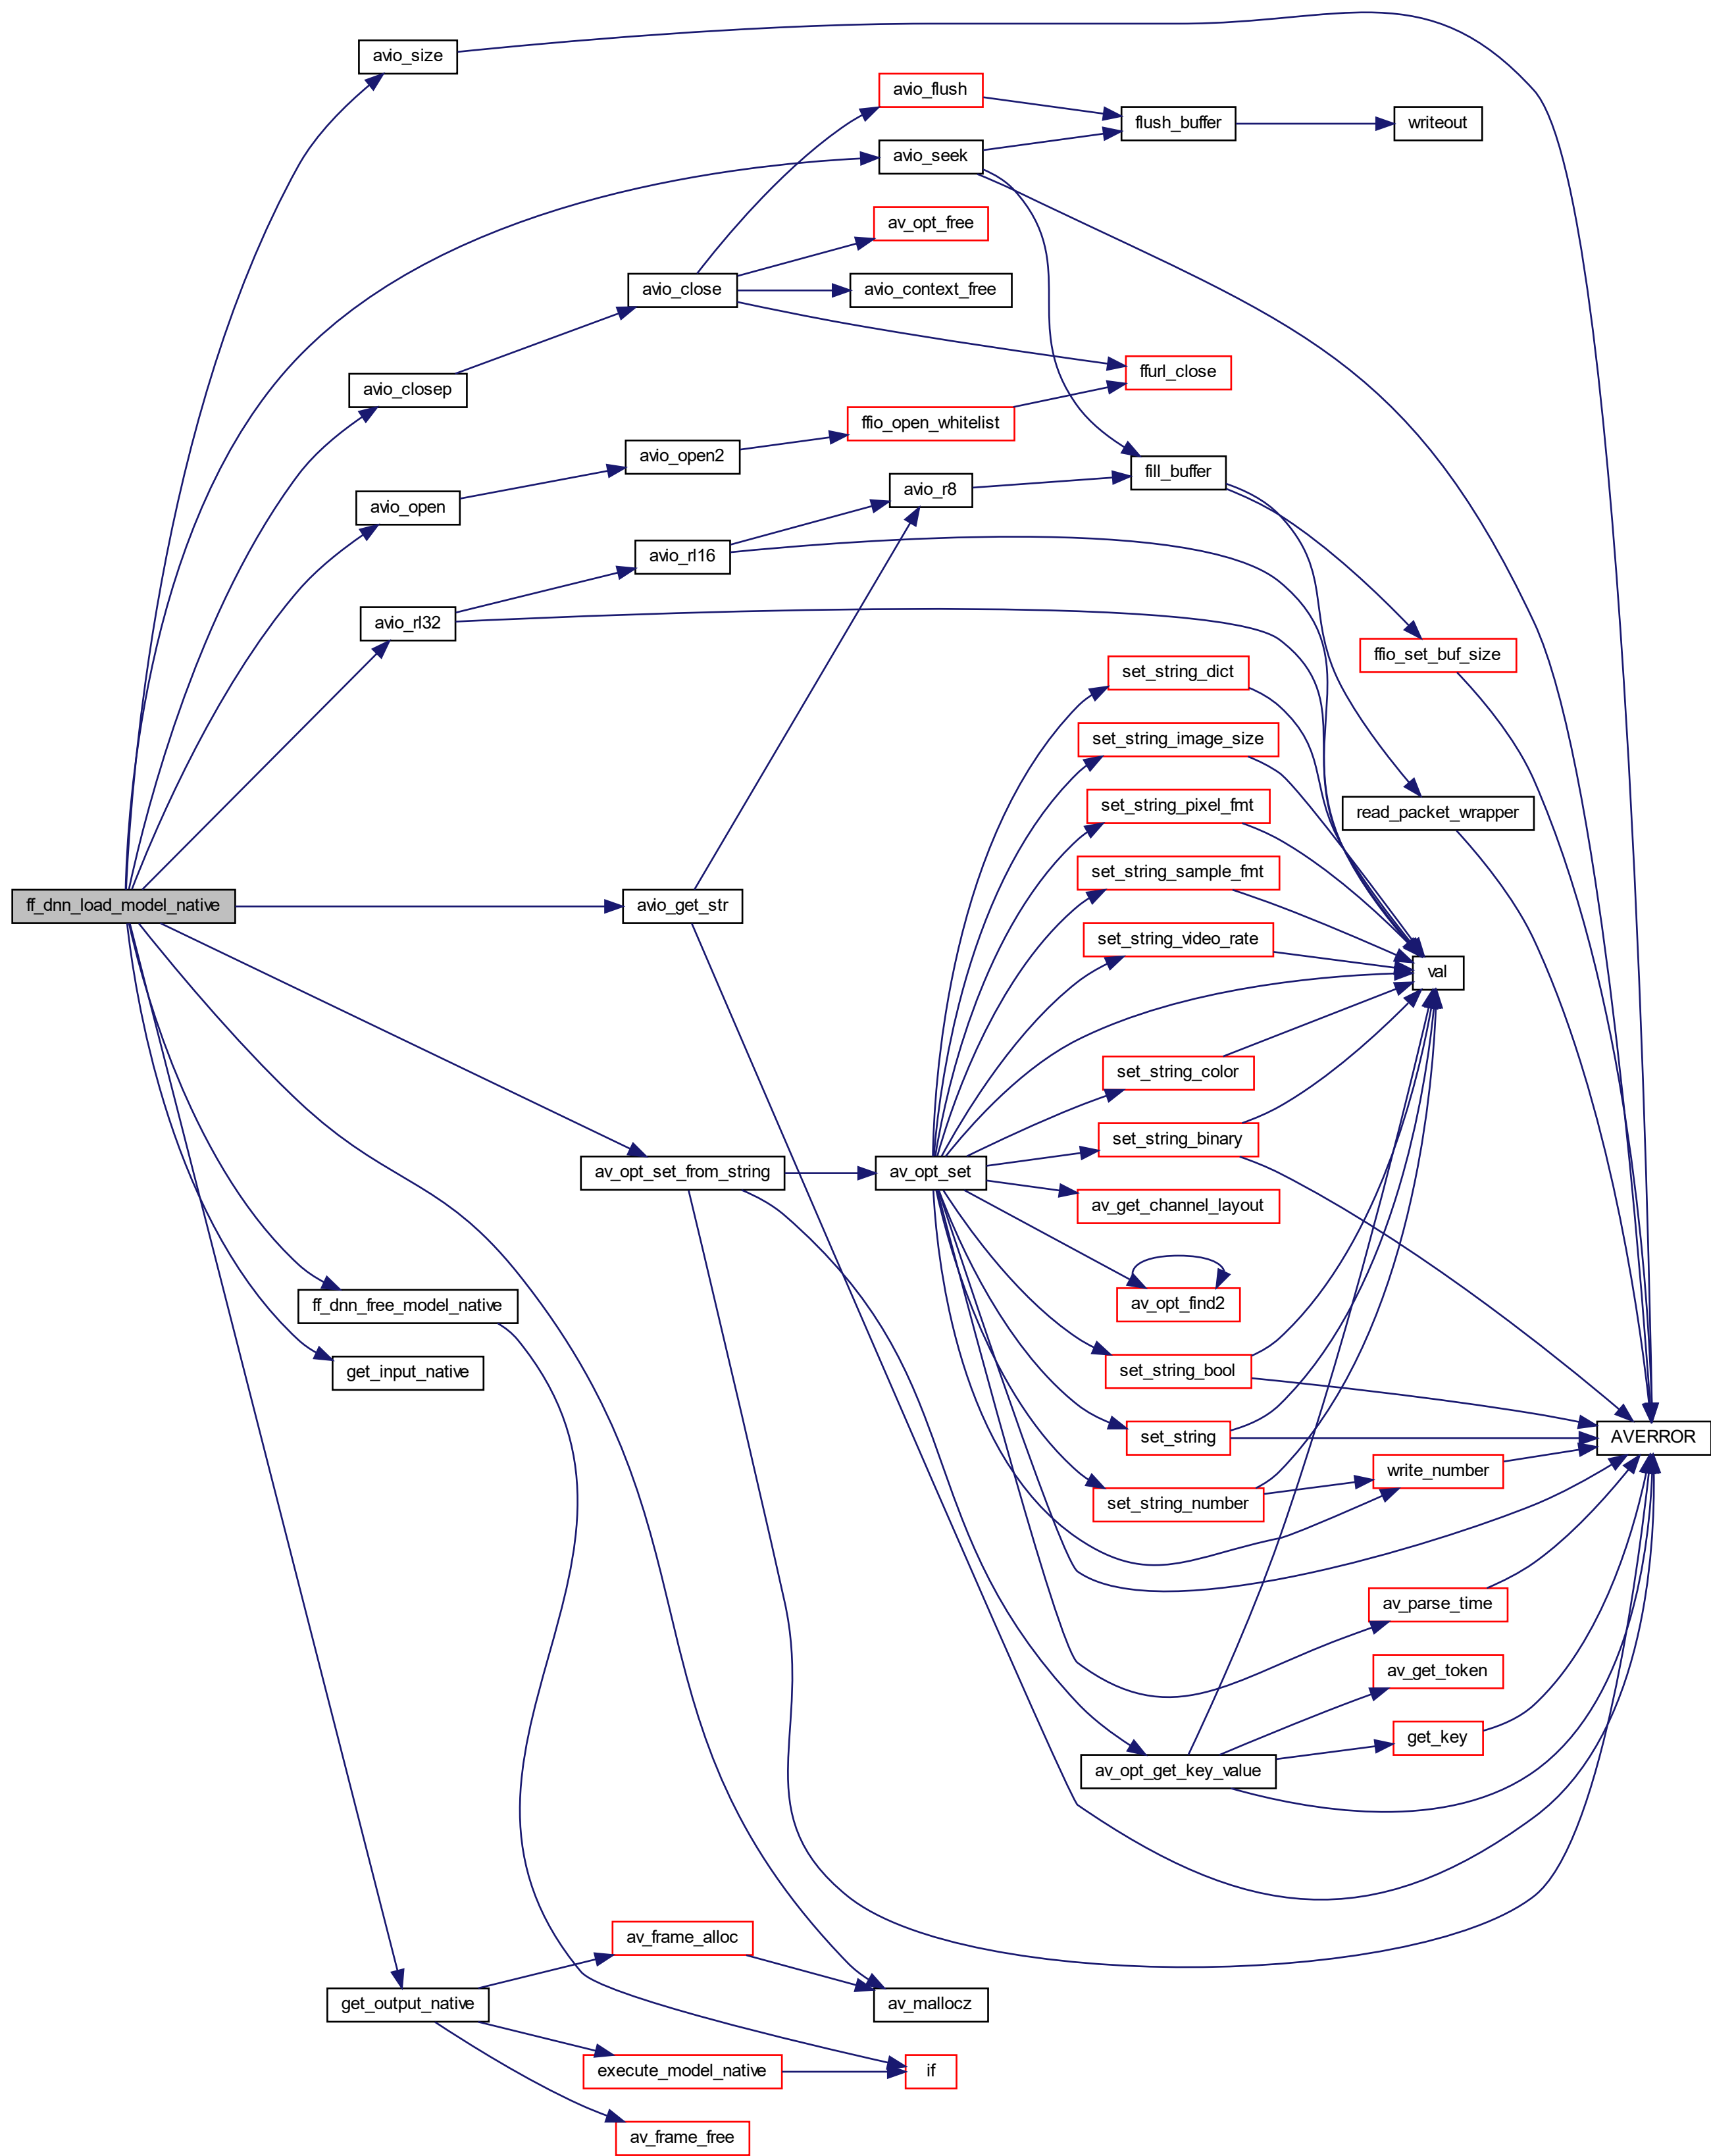 avio_size
avio_flush
flush_buffer
writeout
avio_seek
av_opt_free
avio_close
avio_context_free
ffurl_close
avio_closep
ffio_open_whitelist
avio_open2
fill_buffer
avio_r8
avio_open
avio_rl16
avio_rl32
ffio_set_buf_size
set_string_dict
set_string_image_size
set_string_pixel_fmt
read_packet_wrapper
set_string_sample_fmt
ff_dnn_load_model_native
avio_get_str
set_string_video_rate
val
set_string_color
set_string_binary
av_opt_set_from_string
av_opt_set
av_get_channel_layout
ff_dnn_free_model_native
av_opt_find2
get_input_native
set_string_bool
set_string
AVERROR
write_number
set_string_number
av_parse_time
av_get_token
get_key
av_opt_get_key_value
av_frame_alloc
get_output_native
av_mallocz
execute_model_native
if
av_frame_free